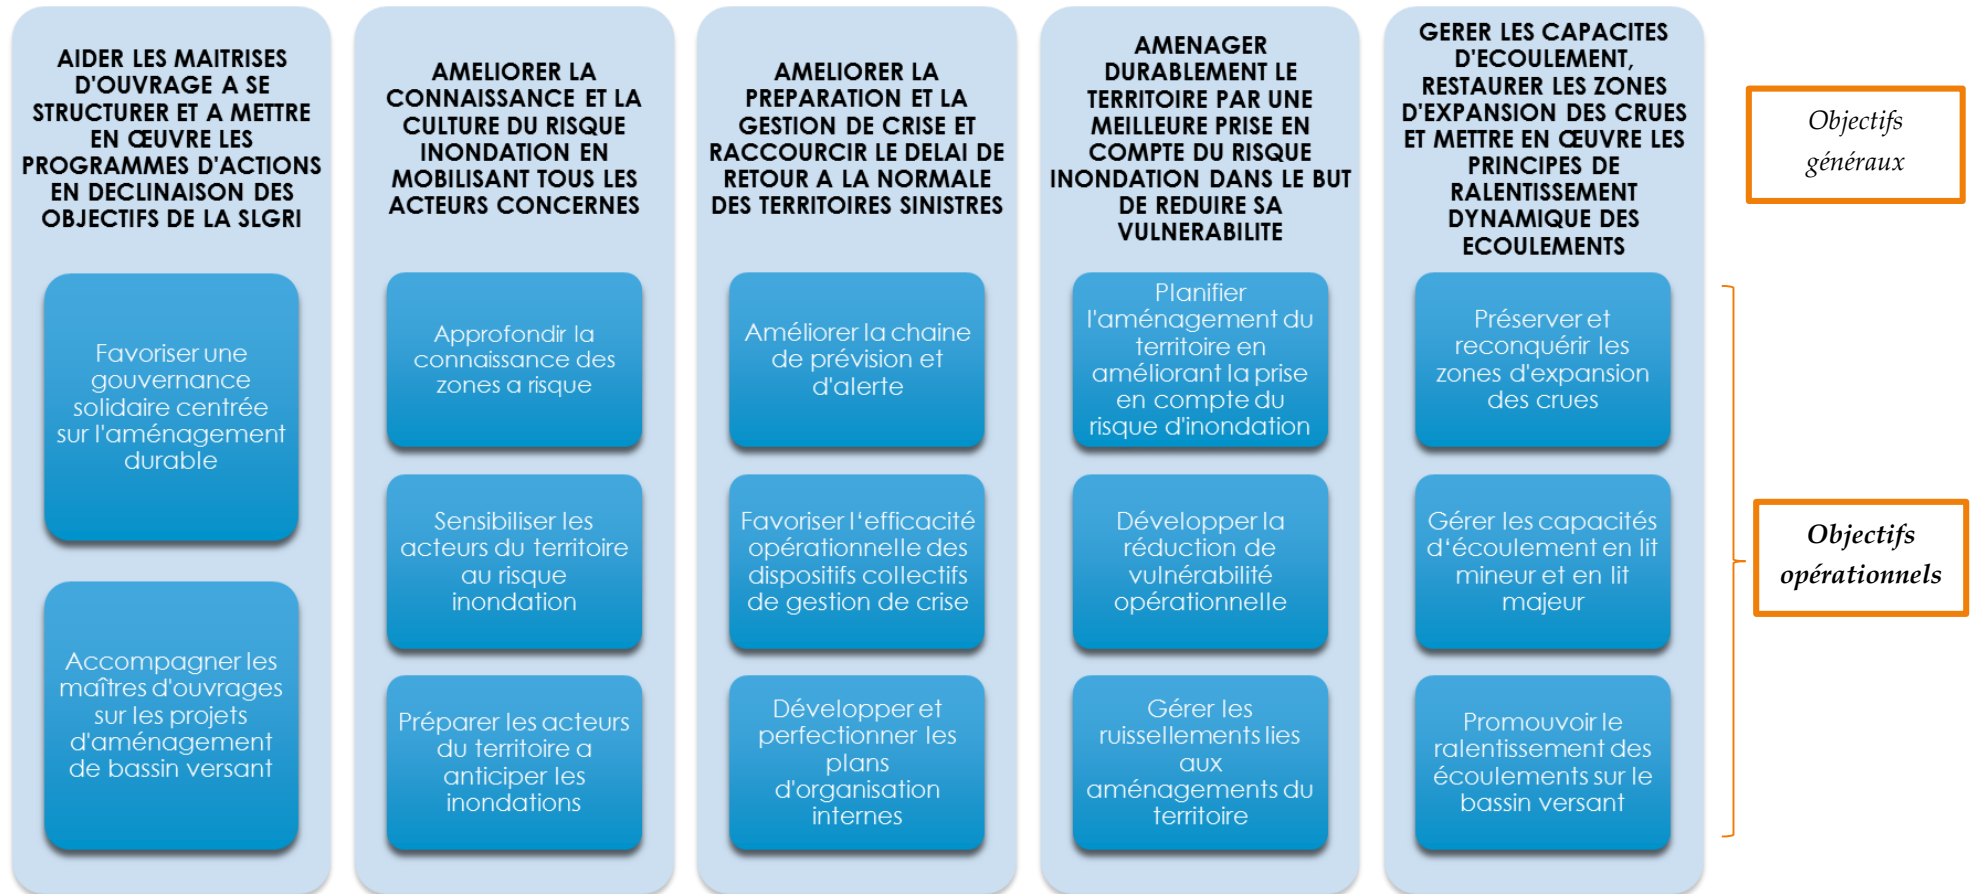 AIDER LES MAITRISES
D'OUVRAGE A SE
STRUCTURER ET A METTRE
EN ŒUVRE LES
PROGRAMMES D'ACTIONS
EN DECLINAISON DES
OBJECTIFS DE LA SLGRI
Favoriser une
gouvernance
solidaire centrée
sur l'aménagement
durable
Accompagner les
maîtres d'ouvrages
sur les projets
d'aménagement
de bassin versant
AMELIORER LA
CONNAISSANCE ET LA
CULTURE DU RISQUE
INONDATION EN
MOBILISANT TOUS LES
ACTEURS CONCERNES
Approfondir la
connaissance des
zones a risque
Sensibiliser les
acteurs du territoire
au risque
inondation
Préparer les acteurs
du territoire a
anticiper les
inondations
AMELIORER LA
PREPARATION ET LA
GESTION DE CRISE ET
RACCOURCIR LE DELAI DE
RETOUR A LA NORMALE
DES TERRITOIRES SINISTRES
Améliorer la chaine
de prévision et
d'alerte
Favoriser l‘efficacité
opérationnelle des
dispositifs collectifs
de gestion de crise
Développer et
perfectionner les
plans
d'organisation
internes
AMENAGER
DURABLEMENT LE
TERRITOIRE PAR UNE
MEILLEURE PRISE EN
COMPTE DU RISQUE
INONDATION DANS LE BUT
DE REDUIRE SA
VULNERABILITE
Planifier
l'aménagement du
territoire en
améliorant la prise
en compte du
risque d'inondation
Développer la
réduction de
vulnérabilité
opérationnelle
Gérer les
ruissellements lies
aux
aménagements du
territoire
GERER LES CAPACITES
D'ECOULEMENT,
RESTAURER LES ZONES
D'EXPANSION DES CRUES
ET METTRE EN ŒUVRE LES
PRINCIPES DE
RALENTISSEMENT
DYNAMIQUE DES
ECOULEMENTS
Préserver et
reconquérir les
zones d'expansion
des crues
Gérer les capacités
d‘écoulement en lit
mineur et en lit
majeur
Promouvoir le
ralentissement des
écoulements sur le
bassin versant
Objectifs
généraux
Objectifs
opérationnels